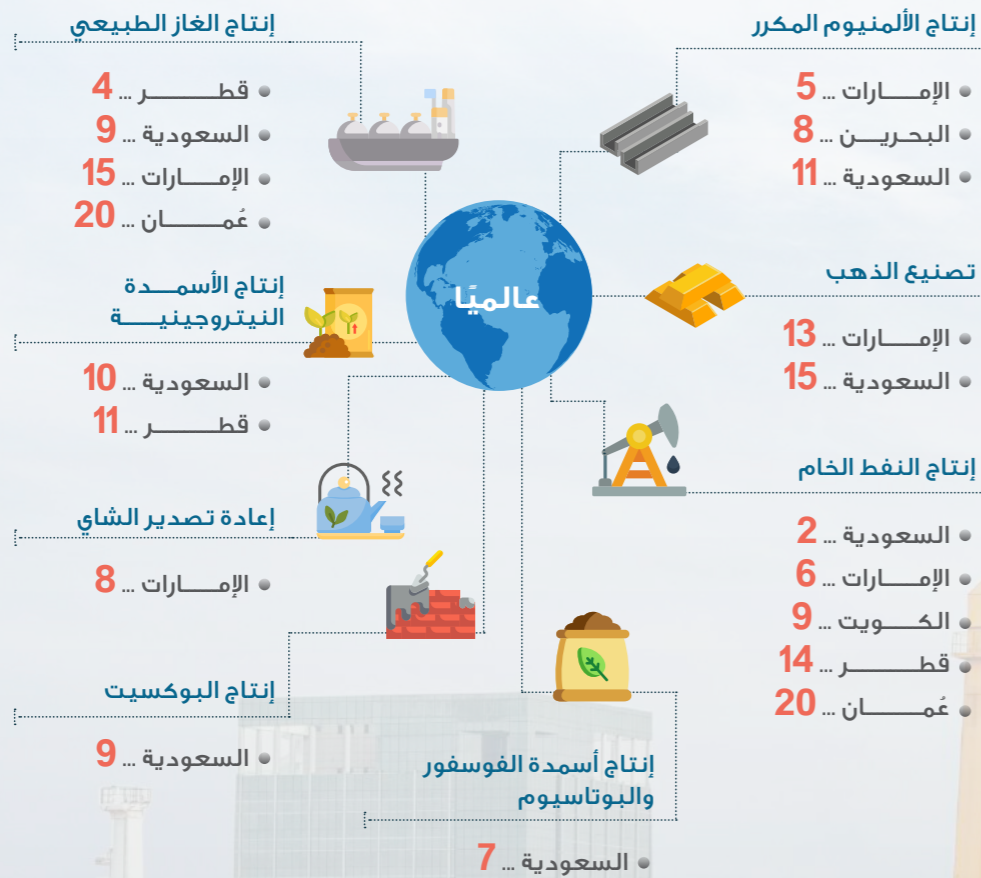 إنتاج الألمنيوم المكرر
الإمـــارات ... 5
البحريـــن ... 8
السعودية ... 11
تصنيع الذهب
الإمـــارات ... 13
السعودية ... 15
إنتاج النفط الخام
السعودية ... 2
الإمـــارات ... 6
الكـــويت ... 9
قطـــــر ... 14
عُمـــــان ... 20
إنتاج الغاز الطبيعي
قطـــــر ... 4
السعودية ... 9
الإمـــارات ... 15
عُمـــــان ... 20
عالميًا
إنتاج الأسمـــدة
النيتروجينيـــة
السعودية ... 10
قطـــــر ... 11
إعادة تصدير الشاي
الإمـــارات ... 8
إنتاج البوكسيت
السعودية ... 9
إنتاج أسمدة الفوسفور
والبوتاسيوم
السعودية ... 7